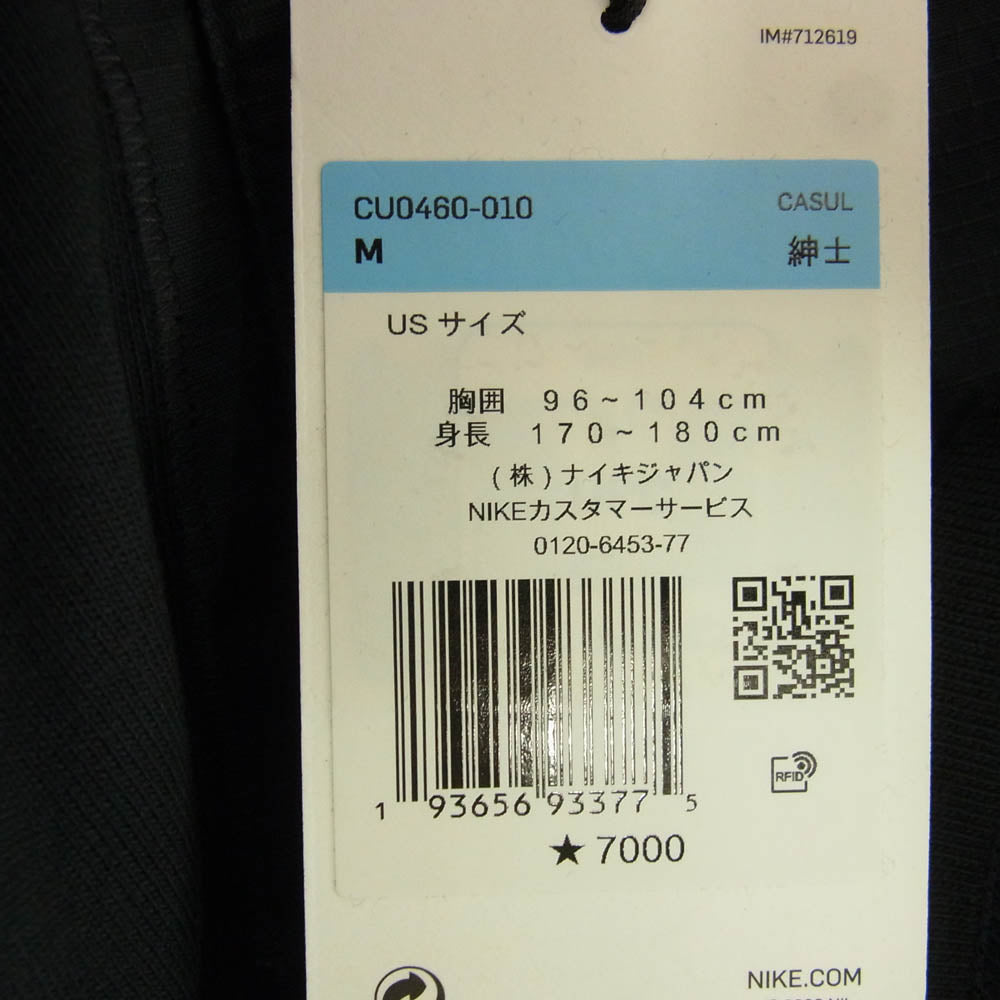 IM#712619
CU0460-010 CASUL
M 紳士
US サイズ
胸囲 96~104cm
身長 170~180cm
(株)ナイキジャパン
NIKEカスタマーサービス
0120-6453-77
RFID
1 93656 93377 5
★7000
NIKE.COM